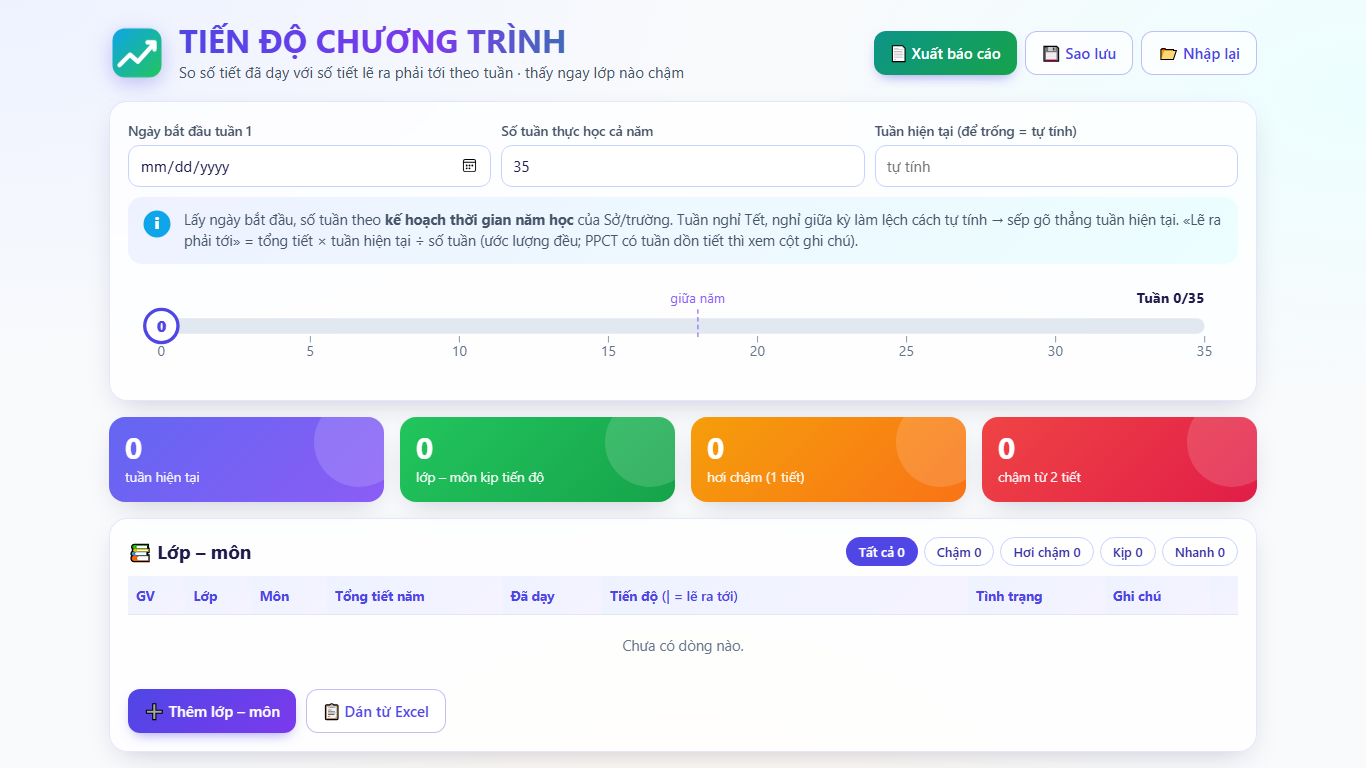 TIẾN ĐỘ CHƯƠNG TRÌNH
So số tiết đã dạy với số tiết lẽ ra phải tới theo tuần · thấy ngay lớp nào chậm
Xuất báo cáo
Sao lưu
Nhập lại
Ngày bắt đầu tuần 1
Số tuần thực học cả năm
Tuần hiện tại (để trống = tự tính)
mm/dd/yyyy
35
tự tính
i
Lấy ngày bắt đầu, số tuần theo kế hoạch thời gian năm học của Sở/trường. Tuần nghỉ Tết, nghỉ giữa kỳ làm lệch cách tự tính → sếp gõ thẳng tuần hiện tại. «Lẽ ra
phải tới» = tổng tiết × tuần hiện tại ÷ số tuần (ước lượng đều; PPCT có tuần dồn tiết thì xem cột ghi chú).
giữa năm
Tuần 0/35
0
0 5 10 15 20 25 30 35
0
tuần hiện tại
0
lớp – môn kịp tiến độ
0
hơi chậm (1 tiết)
0
chậm từ 2 tiết
Lớp – môn
Tất cả 0
Chậm 0
Hơi chậm 0
Kịp 0
Nhanh 0
GV Lớp Môn Tổng tiết năm Đã dạy Tiến độ (| = lẽ ra tới) Tình trạng Ghi chú
Chưa có dòng nào.
Thêm lớp – môn
Dán từ Excel